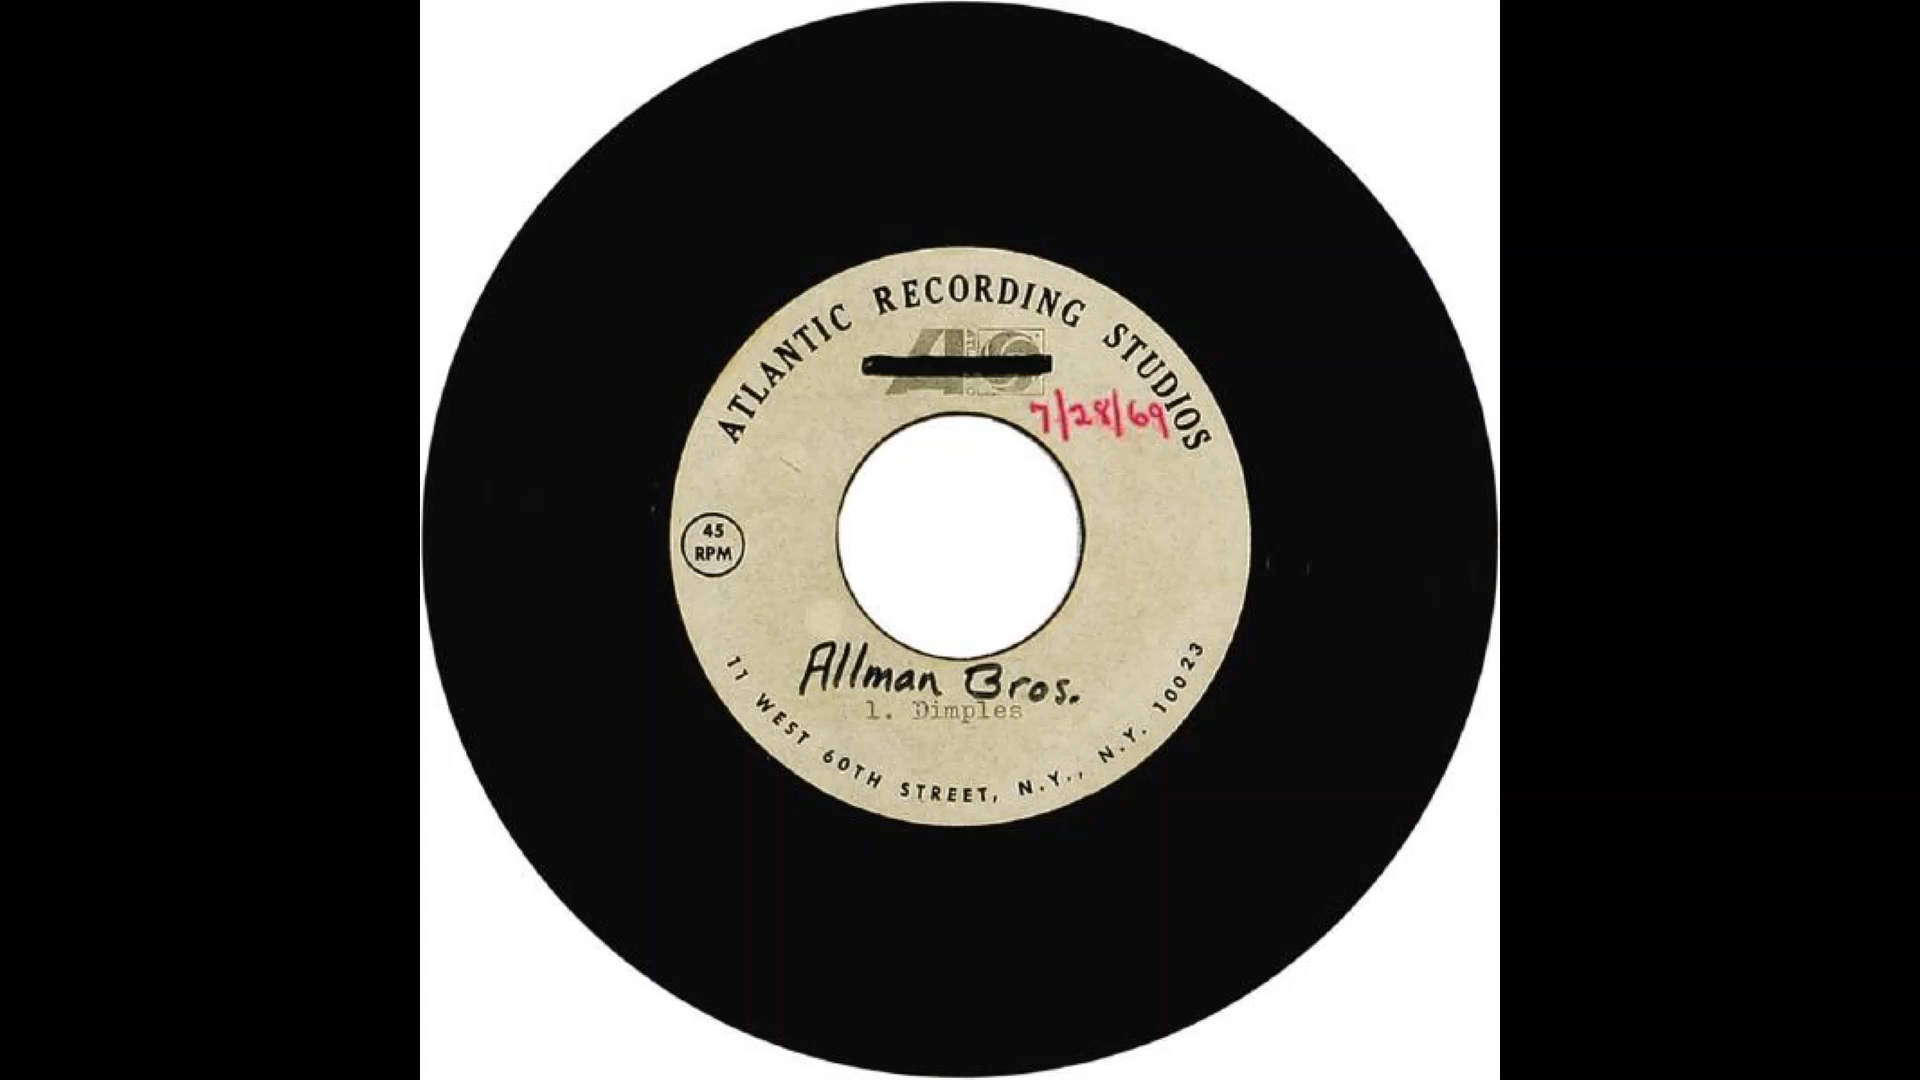 ATLANTIC RECORDING STUDIOS
7/28/69
45
RPM
Allman Bros.
1. Dimples
11 WEST 60TH STREET, N.Y., N.Y. 10023